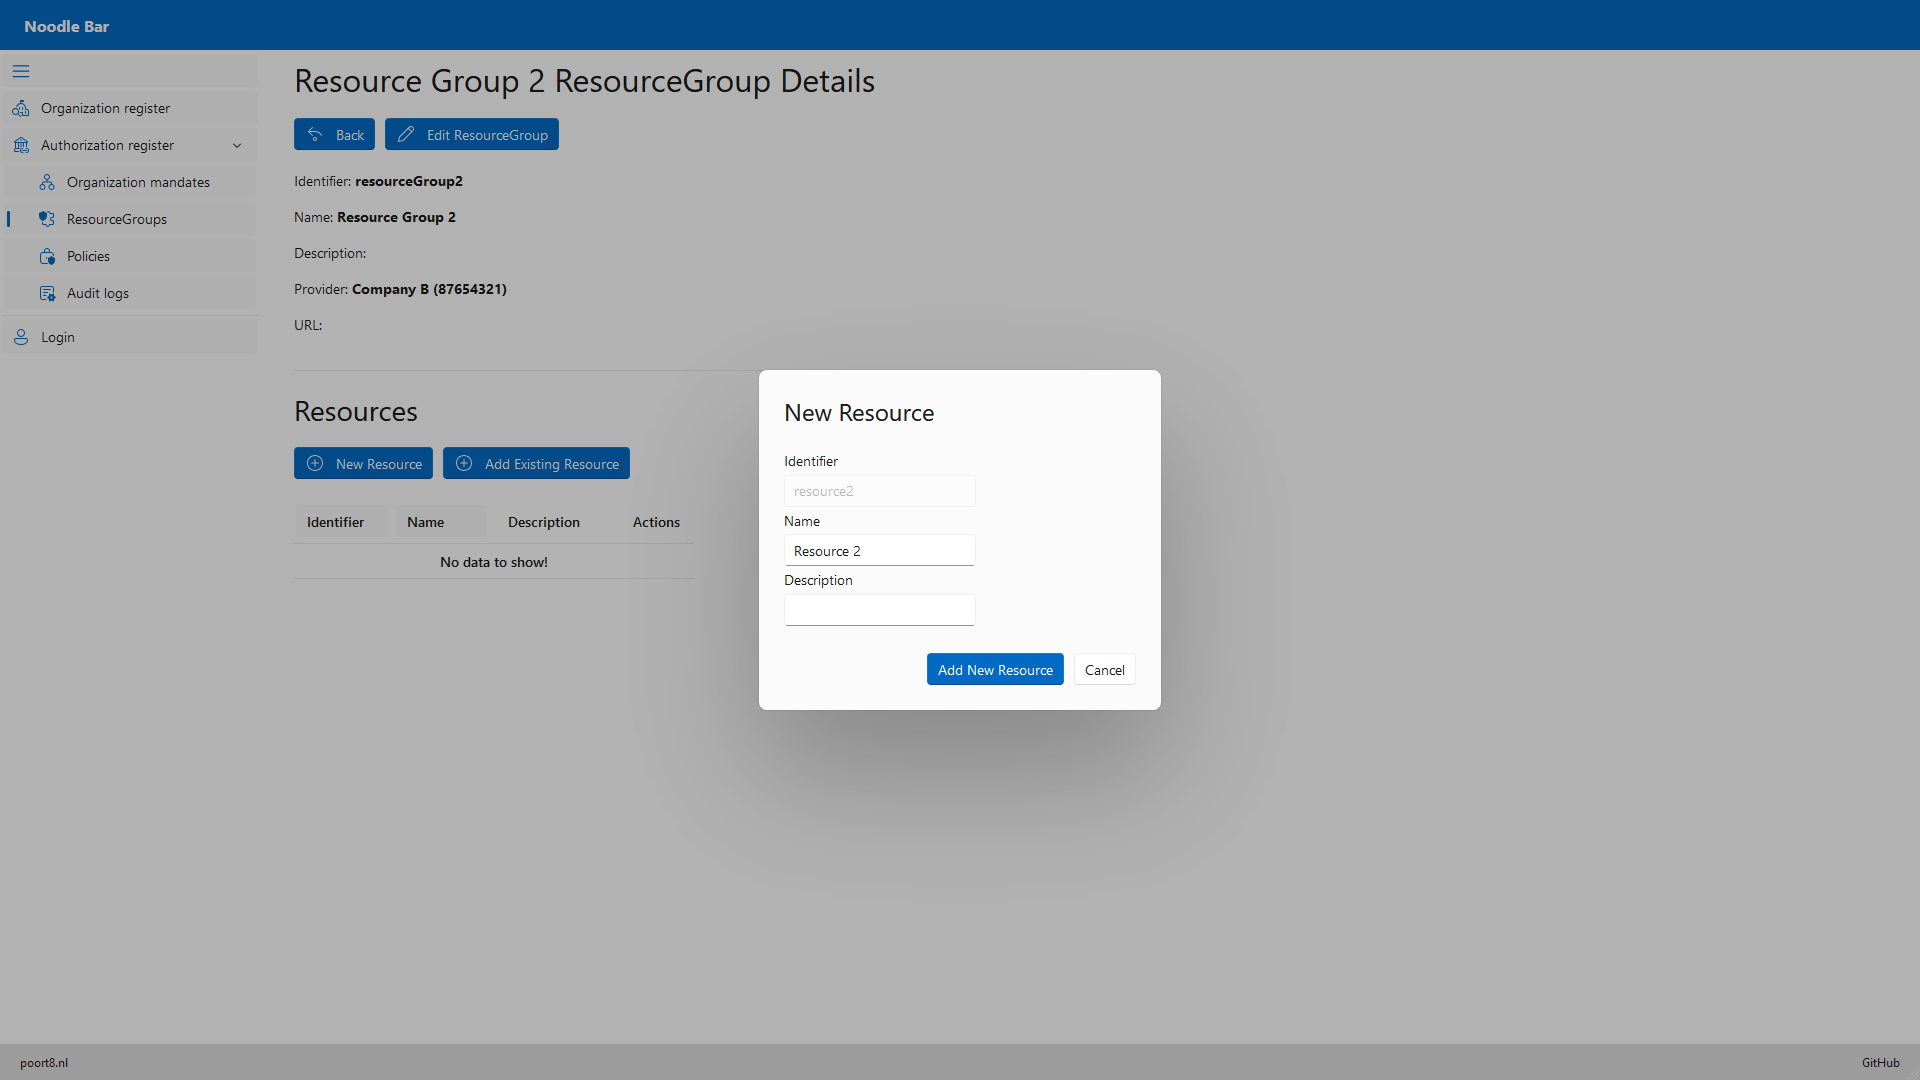 Noodle Bar
Organization register
Authorization register
Organization mandates
ResourceGroups
Policies
Audit logs
Login
Resource Group 2 ResourceGroup Details
Back
Edit ResourceGroup
Identifier: resourceGroup2
Name: Resource Group 2
Description:
Provider: Company B (87654321)
URL:
Resources
New Resource
Add Existing Resource
Identifier Name Description Actions
No data to show!
New Resource
Identifier
resource2
Name
Resource 2
Description
Add New Resource
Cancel
poort8.nl
GitHub